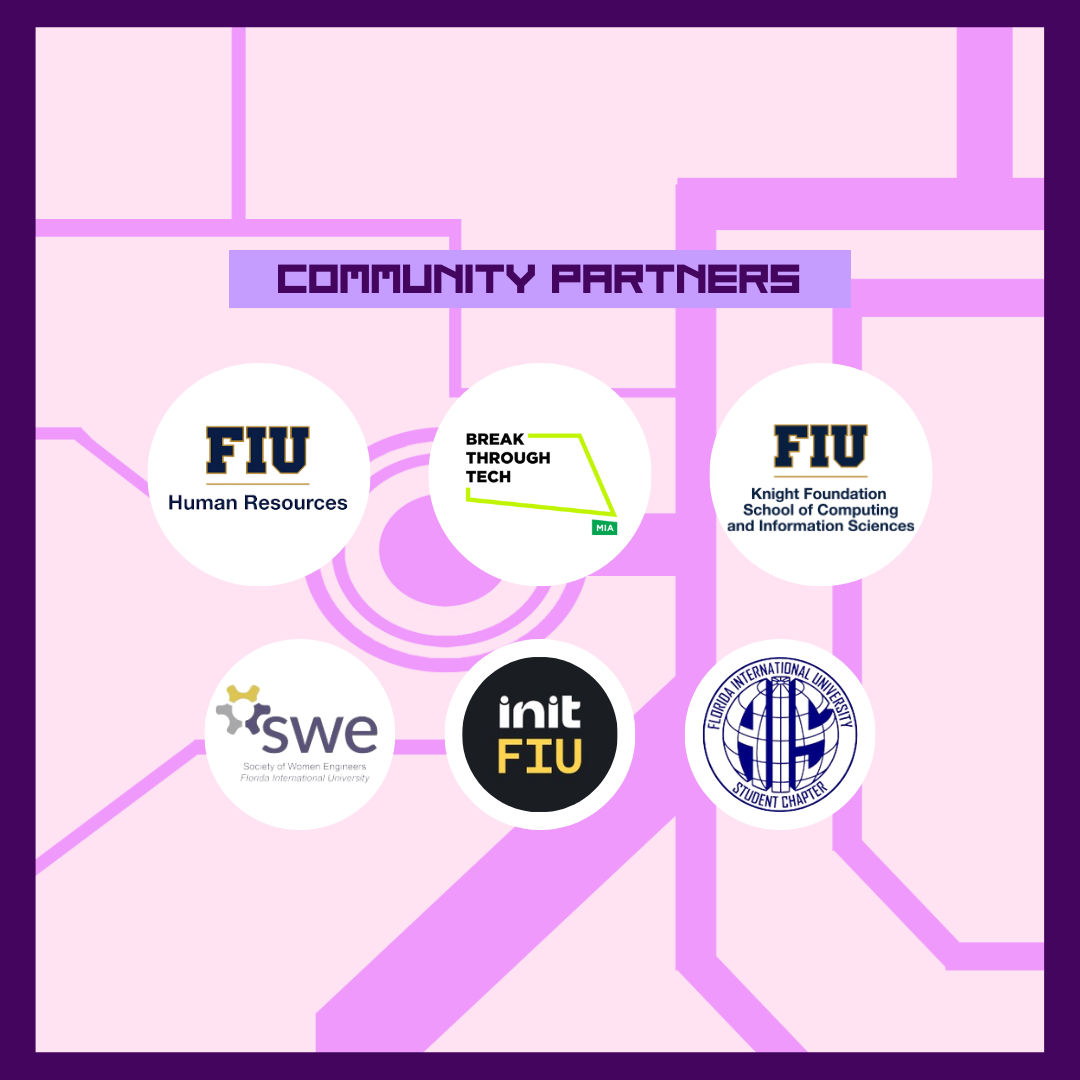 COMMUNITY PARTNERS
FIU
Human Resources
BREAK
THROUGH
TECH
MIA
FIU
Knight Foundation
School of Computing
and Information Sciences
swe
Society of Women Engineers
Florida International University
init
FIU
FLORIDA INTERNATIONAL UNIVERSITY
STUDENT CHAPTER